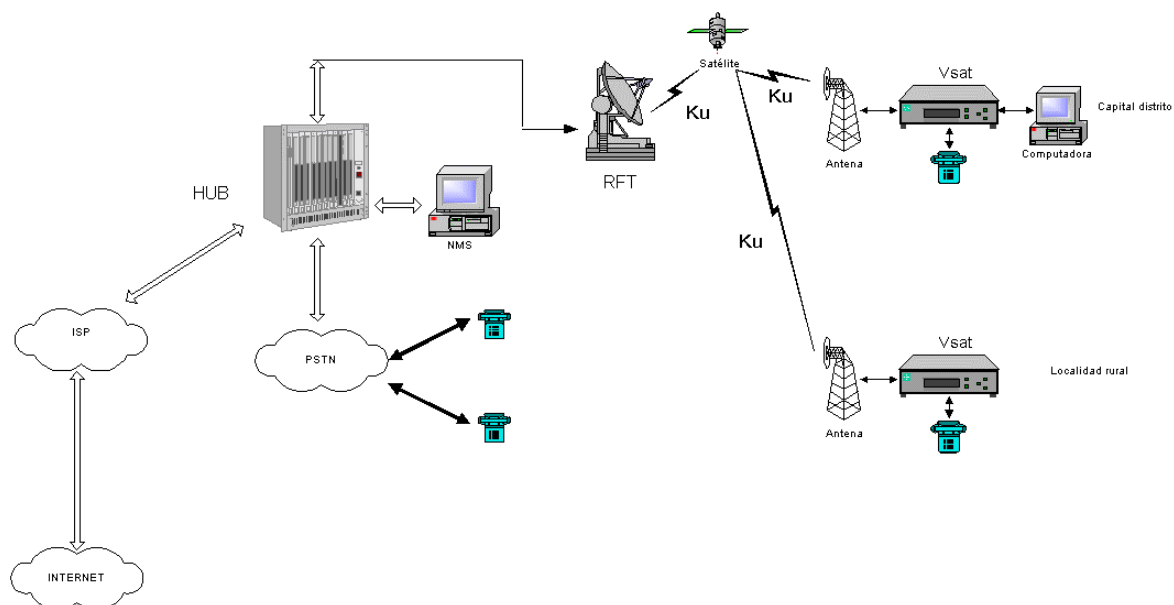 Satélite
Vsat
Ku
Ku
Capital distrito
Antena
Computadora
RFT
HUB
NMS
Ku
ISP
PSTN
Vsat
Localidad rural
Antena
INTERNET